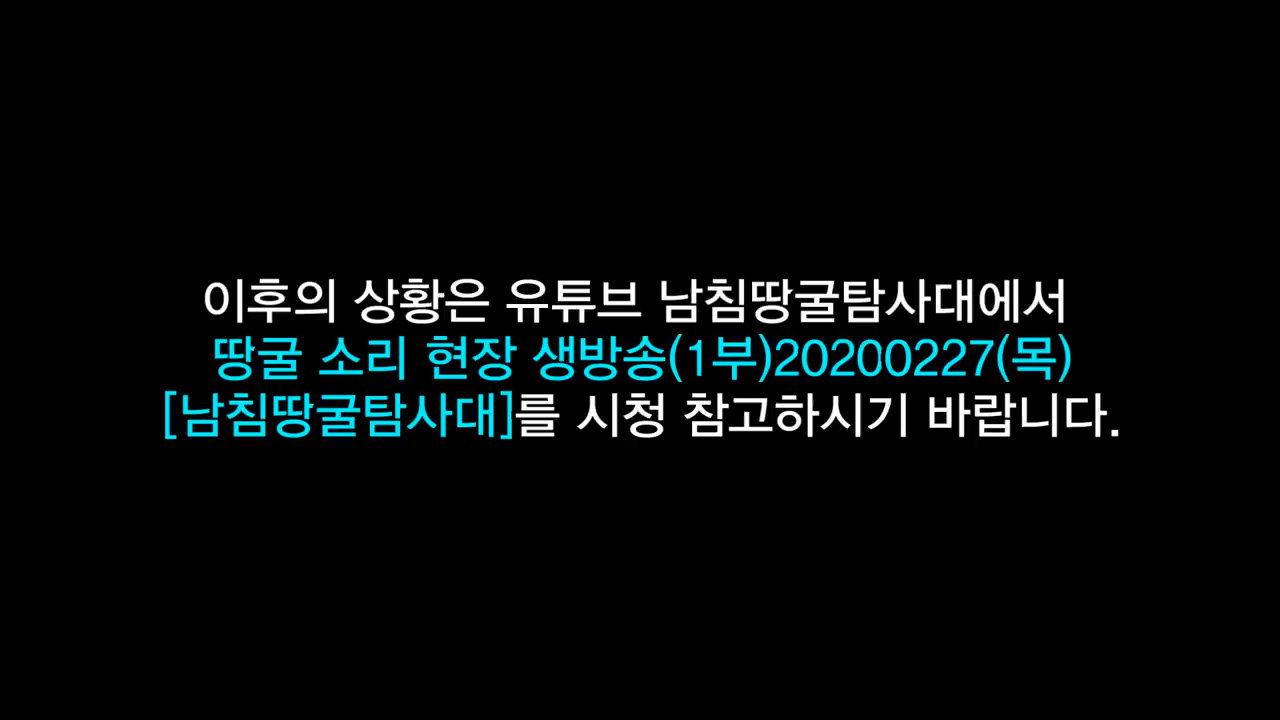 이후의 상황은 유튜브 남침땅굴탐사대에서
땅굴 소리 현장 생방송(1부)20200227(목)
[남침땅굴탐사대]를 시청 참고하시기 바랍니다.